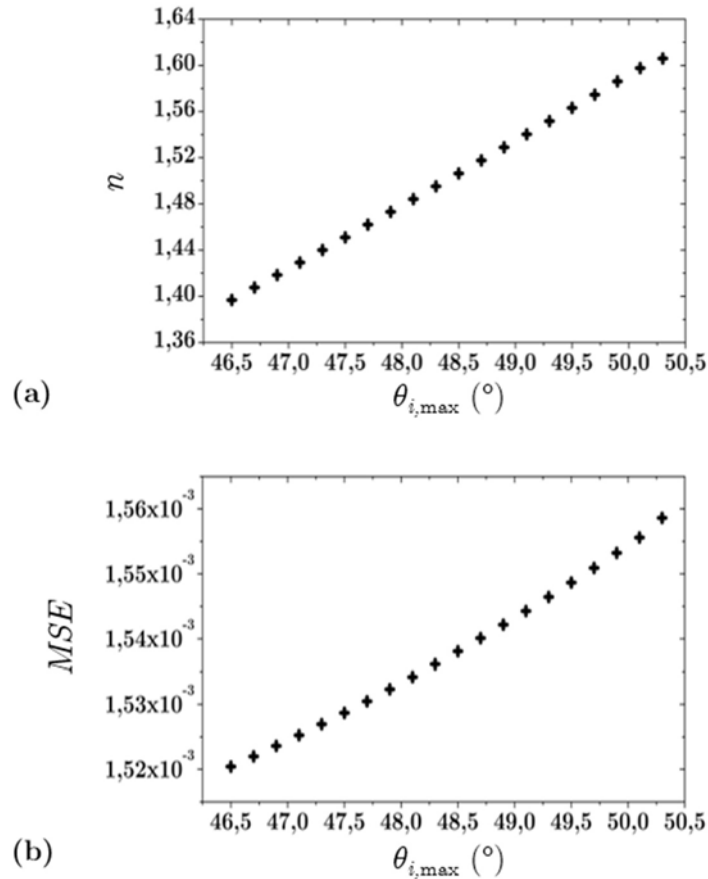 1,64
1,60
1,56
1,52
1,48
1,44
1,40
1,36
n
46,5 47,0 47,5 48,0 48,5 49,0 49,5 50,0 50,5
(a)
θi,max (°)
1,56x10-3
1,55x10-3
1,54x10-3
1,53x10-3
1,52x10-3
MSE
46,5 47,0 47,5 48,0 48,5 49,0 49,5 50,0 50,5
(b)
θi,max (°)